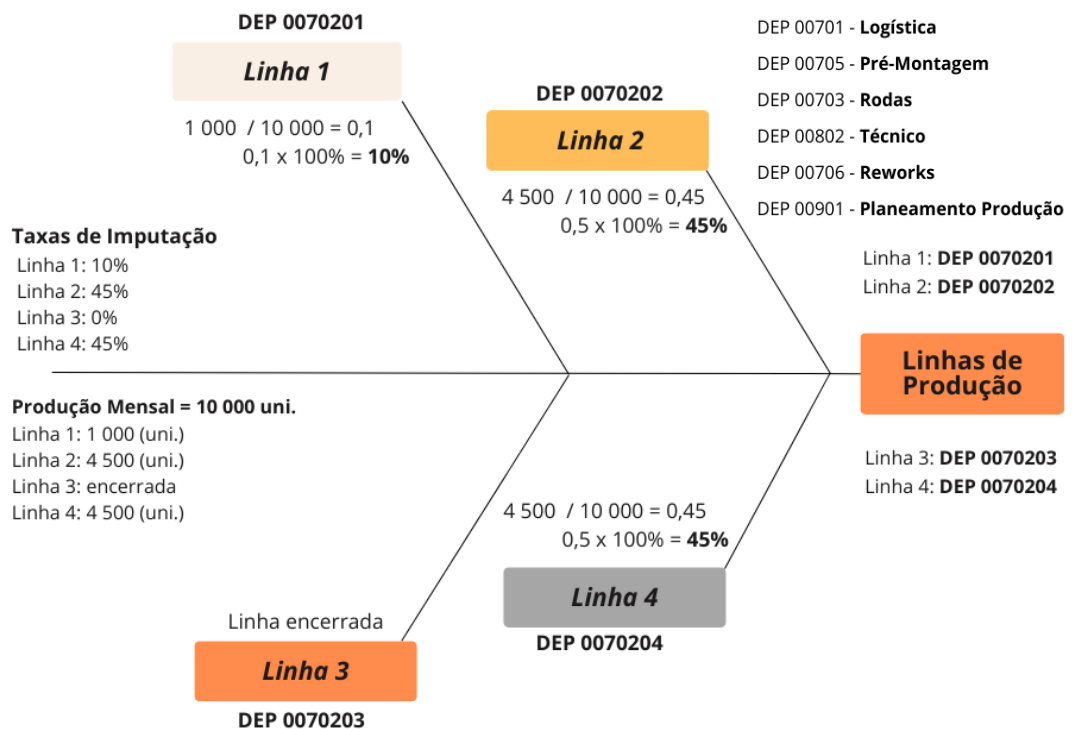 DEP 0070201
Linha 1
1 000 / 10 000 = 0,1
0,1 x 100% = 10%
DEP 0070202
Linha 2
4 500 / 10 000 = 0,45
0,5 x 100% = 45%
DEP 00701 - Logística
DEP 00705 - Pré-Montagem
DEP 00703 - Rodas
DEP 00802 - Técnico
DEP 00706 - Reworks
DEP 00901 - Planeamento Produção
Linha 1: DEP 0070201
Linha 2: DEP 0070202
Taxas de Imputação
Linha 1: 10%
Linha 2: 45%
Linha 3: 0%
Linha 4: 45%
Linhas de
Produção
Produção Mensal = 10 000 uni.
Linha 1: 1 000 (uni.)
Linha 2: 4 500 (uni.)
Linha 3: encerrada
Linha 4: 4 500 (uni.)
Linha 3: DEP 0070203
Linha 4: DEP 0070204
4 500 / 10 000 = 0,45
0,5 x 100% = 45%
Linha 4
DEP 0070204
Linha encerrada
Linha 3
DEP 0070203